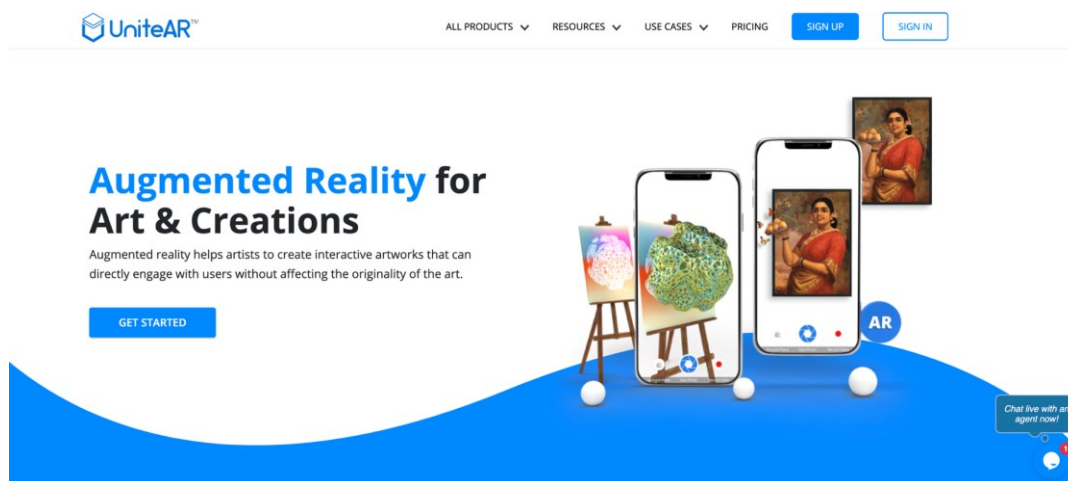 UniteAR™
ALL PRODUCTS
RESOURCES
USE CASES
PRICING
SIGN UP
SIGN IN
Augmented Reality for
Art & Creations
Augmented reality helps artists to create interactive artworks that can
directly engage with users without affecting the originality of the art.
GET STARTED
AR
Chat live with an
agent now!
1